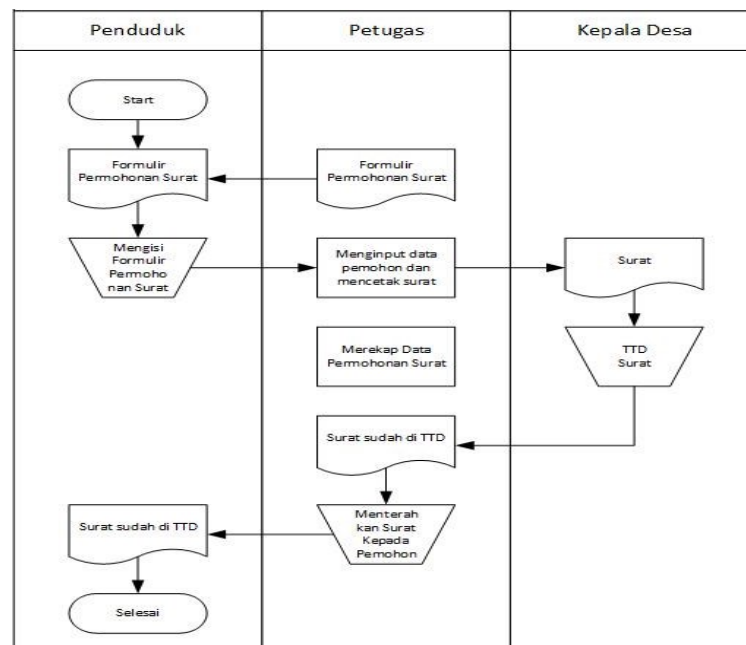 Penduduk
Petugas
Kepala Desa
Start
Formulir
Permohonan Surat
Formulir
Permohonan Surat
Mengisi
Formulir
Permoho
nan Surat
Menginput data
pemohon dan
mencetak surat
Surat
Merekap Data
Permohonan Surat
TTD
Surat
Surat sudah di TTD
Surat sudah di TTD
Menterah
kan Surat
Kepada
Pemohon
Selesai